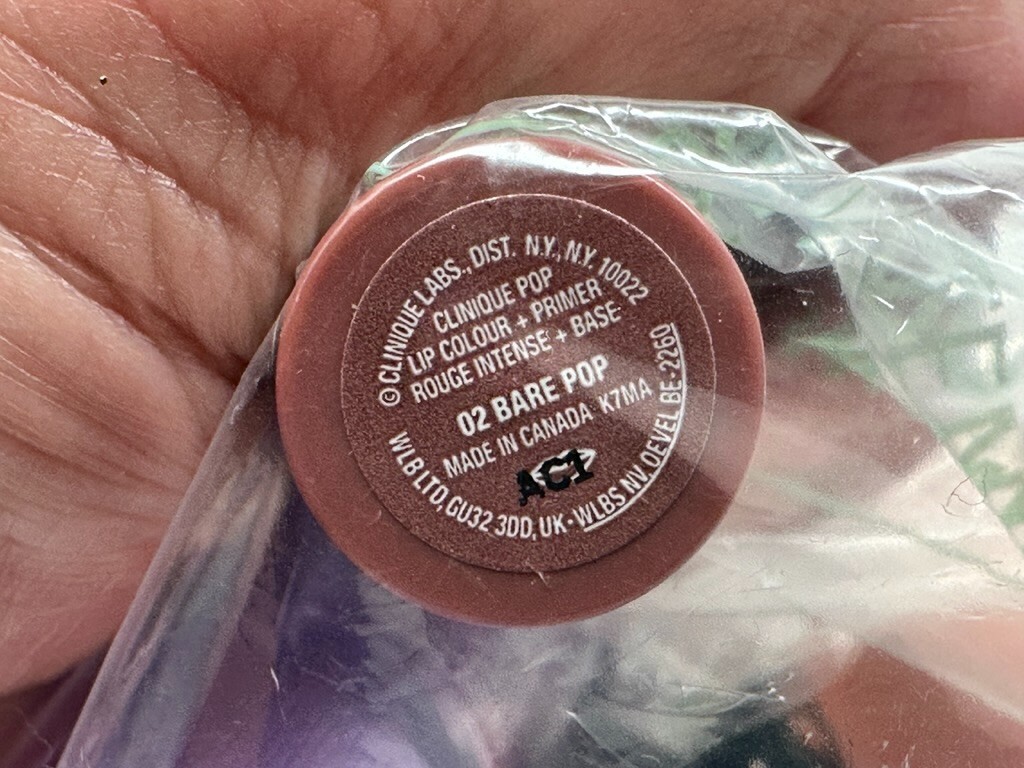 © CLINIQUE LABS., DIST. N.Y., N.Y. 10022
CLINIQUE POP
LIP COLOUR + PRIMER
ROUGE INTENSE + BASE
02 BARE POP
MADE IN CANADA K7MA
AC1
WLB LTD, GU32 3DD, UK · WLBS NV. OEVEL BE-2260